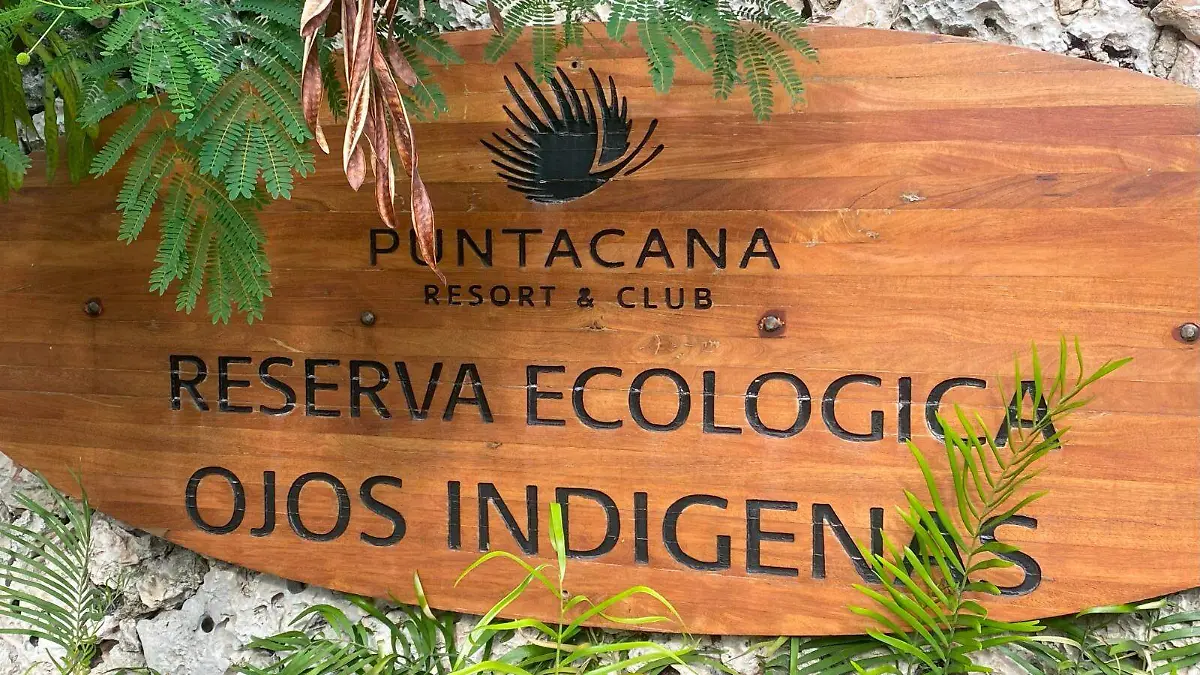 PUNTACANA
RESORT & CLUB
RESERVA ECOLOGICA
OJOS INDIGENAS